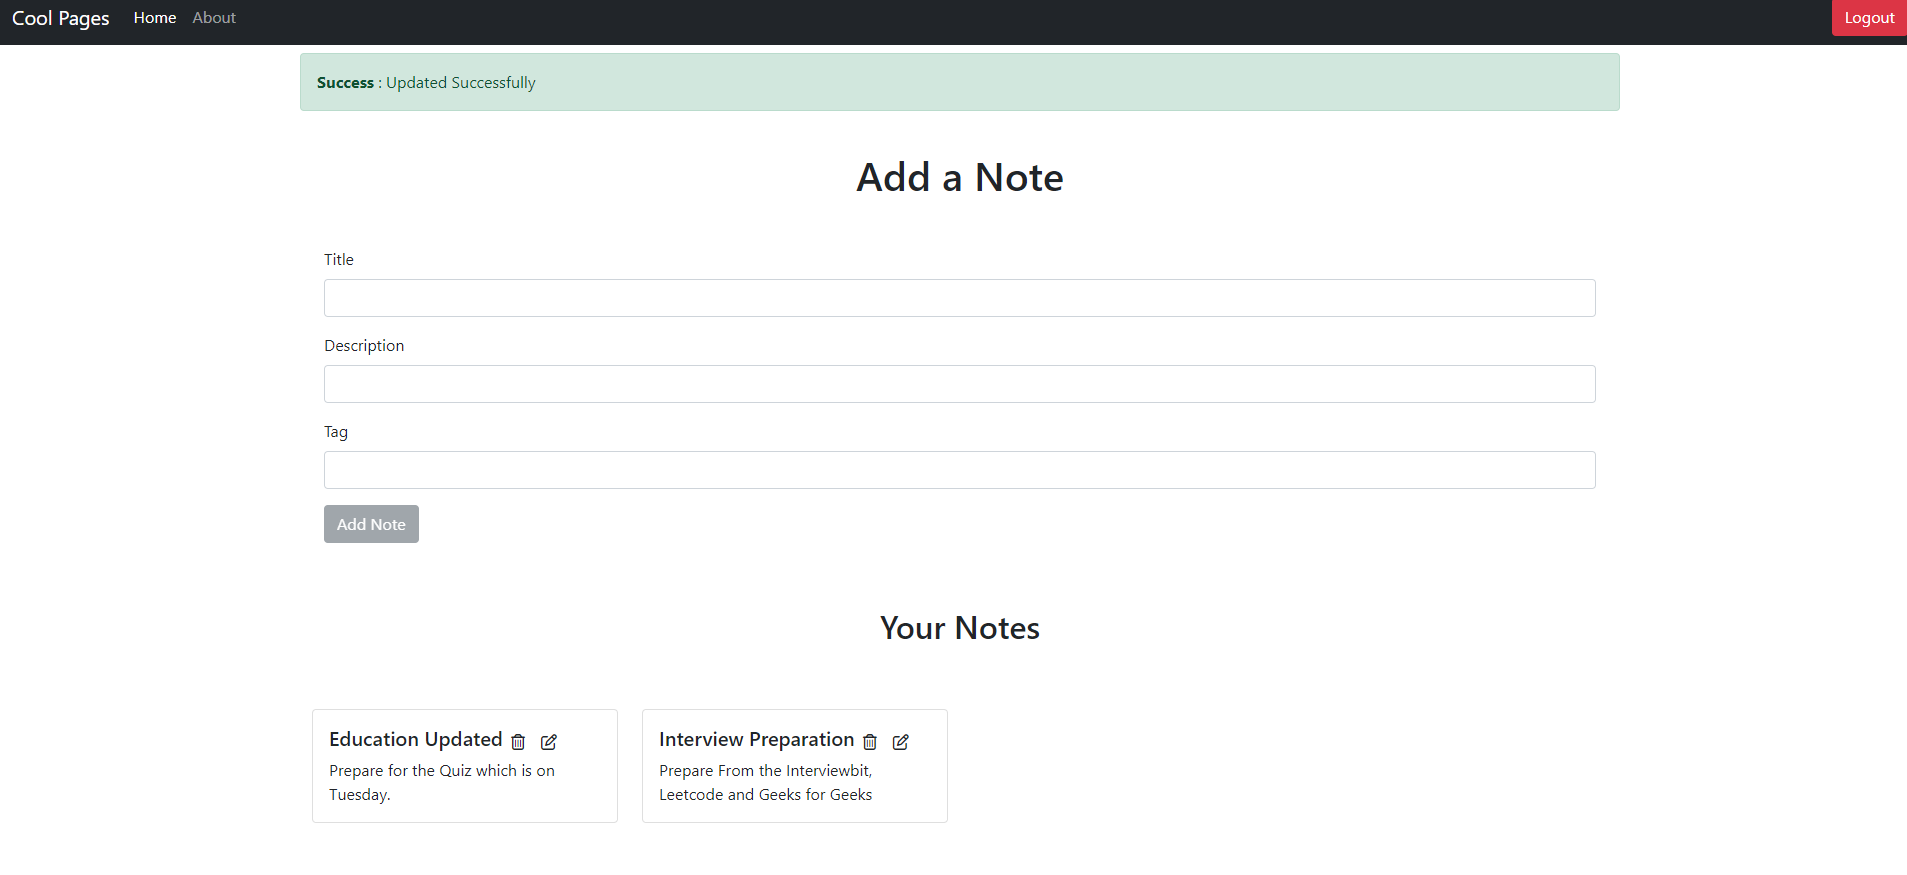 Cool Pages Home About Logout
Success : Updated Successfully
Add a Note
Title
Description
Tag
Add Note
Your Notes
Education Updated
Prepare for the Quiz which is on
Tuesday.
Interview Preparation
Prepare From the Interviewbit,
Leetcode and Geeks for Geeks